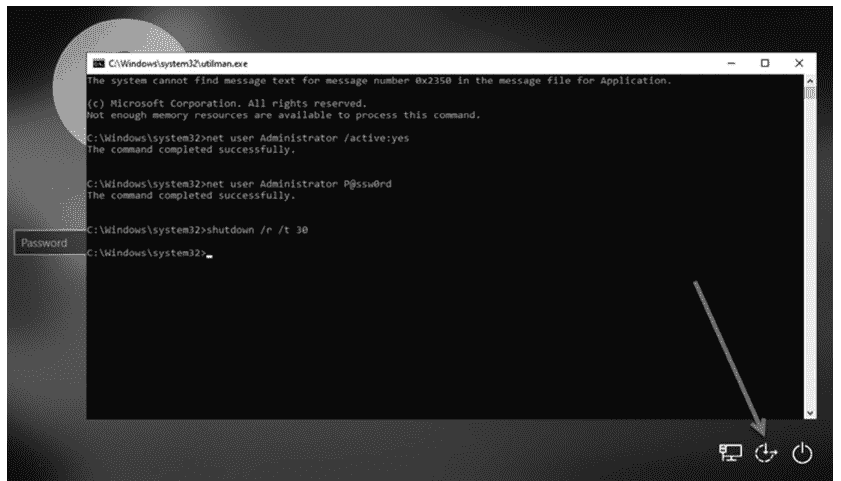 C:\Windows\system32\utilman.exe
The system cannot find message text for message number 0x2350 in the message file for Application.
(c) Microsoft Corporation. All rights reserved.
Not enough memory resources are available to process this command.
C:\Windows\system32>net user Administrator /active:yes
The command completed successfully.
C:\Windows\system32>net user Administrator P@ssw0rd
The command completed successfully.
C:\Windows\system32>shutdown /r /t 30
Password
C:\Windows\system32>